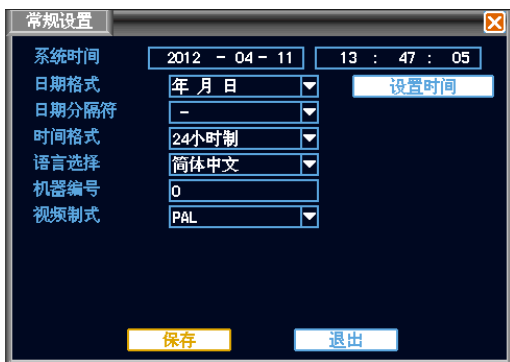 常规设置
系统时间 2012 - 04 - 11 13 : 47 : 05
日期格式 年 月 日 设置时间
日期分隔符 -
时间格式 24小时制
语言选择 简体中文
机器编号 0
视频制式 PAL
保存 退出